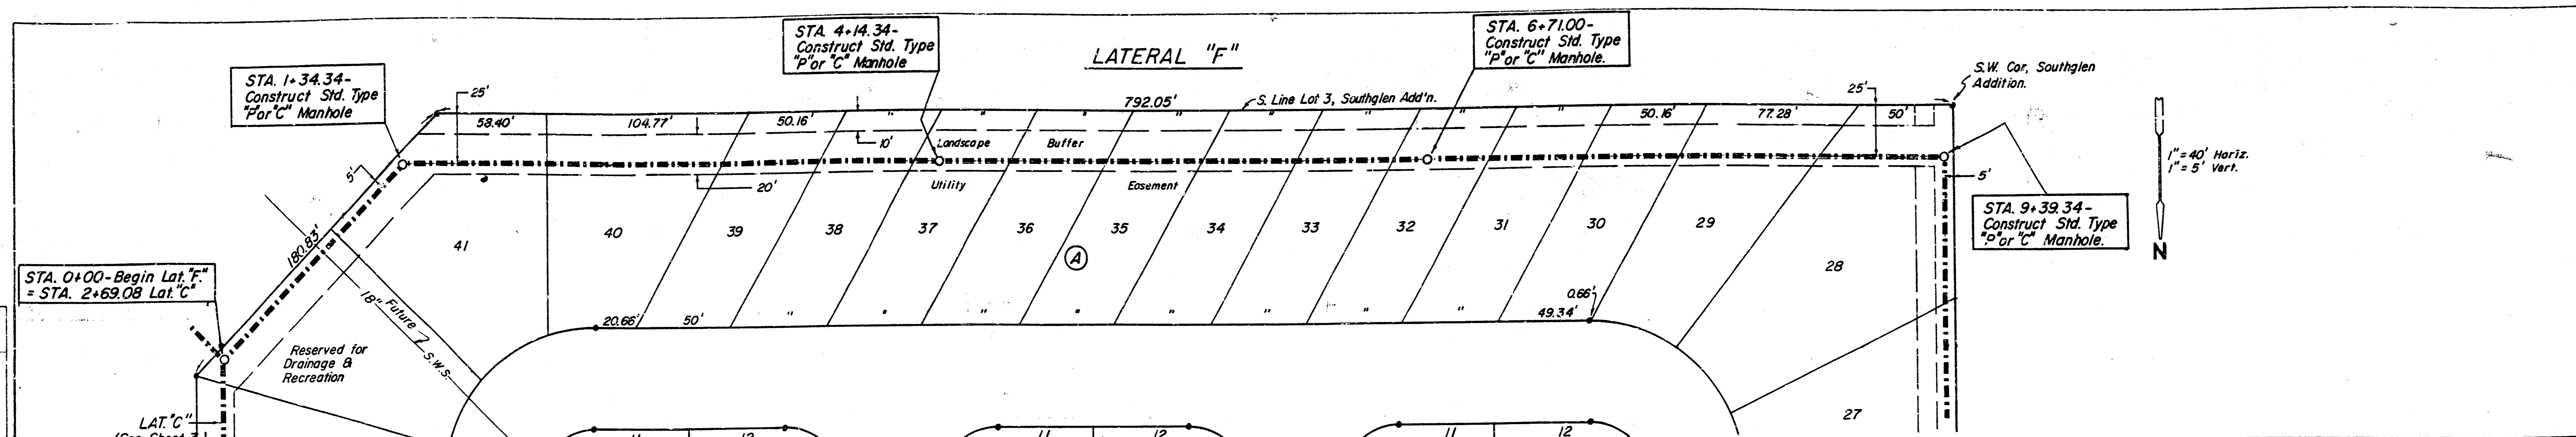 LATERAL "F"
STA. 1+34.34-
Construct Std. Type
"P" or "C" Manhole
STA. 4+14.34-
Construct Std. Type
"P" or "C" Manhole
STA. 6+71.00-
Construct Std. Type
"P" or "C" Manhole.
S.W. Cor, Southglen
Addition.
25'
792.05'
S. Line Lot 3, Southglen Add'n.
25'
58.40'
104.77'
50.16'
"
"
"
"
"
"
"
"
50.16'
77.28'
50'
10'
Landscape
Buffer
1" = 40' Horiz.
1" = 5' Vert.
N
5'
20'
Utility
Easement
5'
STA. 9+39.34-
Construct Std. Type
"P" or "C" Manhole.
180.83'
41
40
39
38
37
36
35
34
33
32
31
30
29
28
27
A
STA. 0+00-Begin Lat. "F."
= STA. 2+69.08 Lat. "C"
18" Future
S.W.S.
0.66'
20.66'
50'
"
"
"
"
"
"
"
"
49.34'
Reserved for
Drainage &
Recreation
LAT. "C"
11
12
11
12
11
12